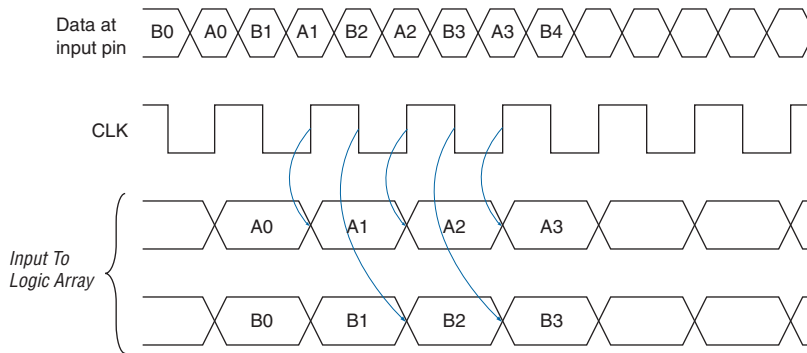 Data at
input pin
B0 A0 B1 A1 B2 A2 B3 A3 B4
CLK
Input To
Logic Array
A0 A1 A2 A3
B0 B1 B2 B3